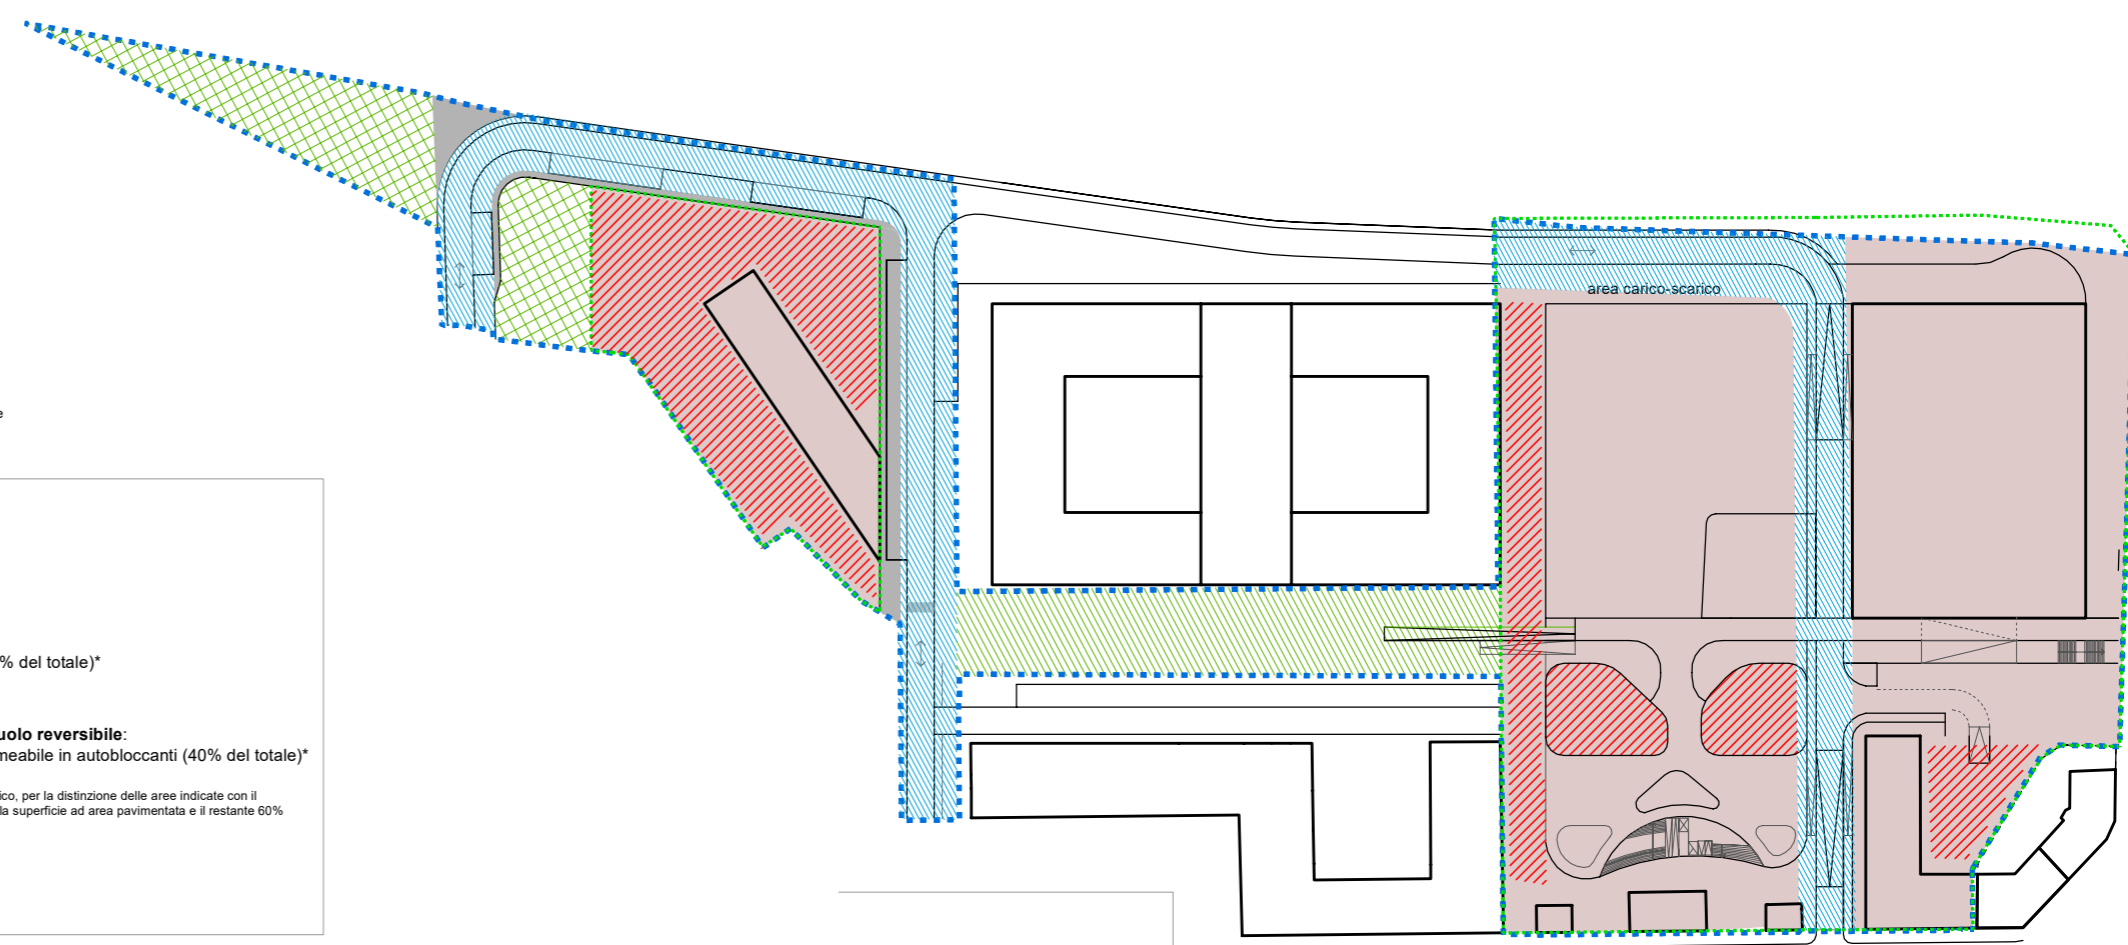 area carico-scarico
e
% del totale)*
uolo reversibile:
meabile in autobloccanti (40% del totale)*
ico, per la distinzione delle aree indicate con il
la superficie ad area pavimentata e il restante 60%